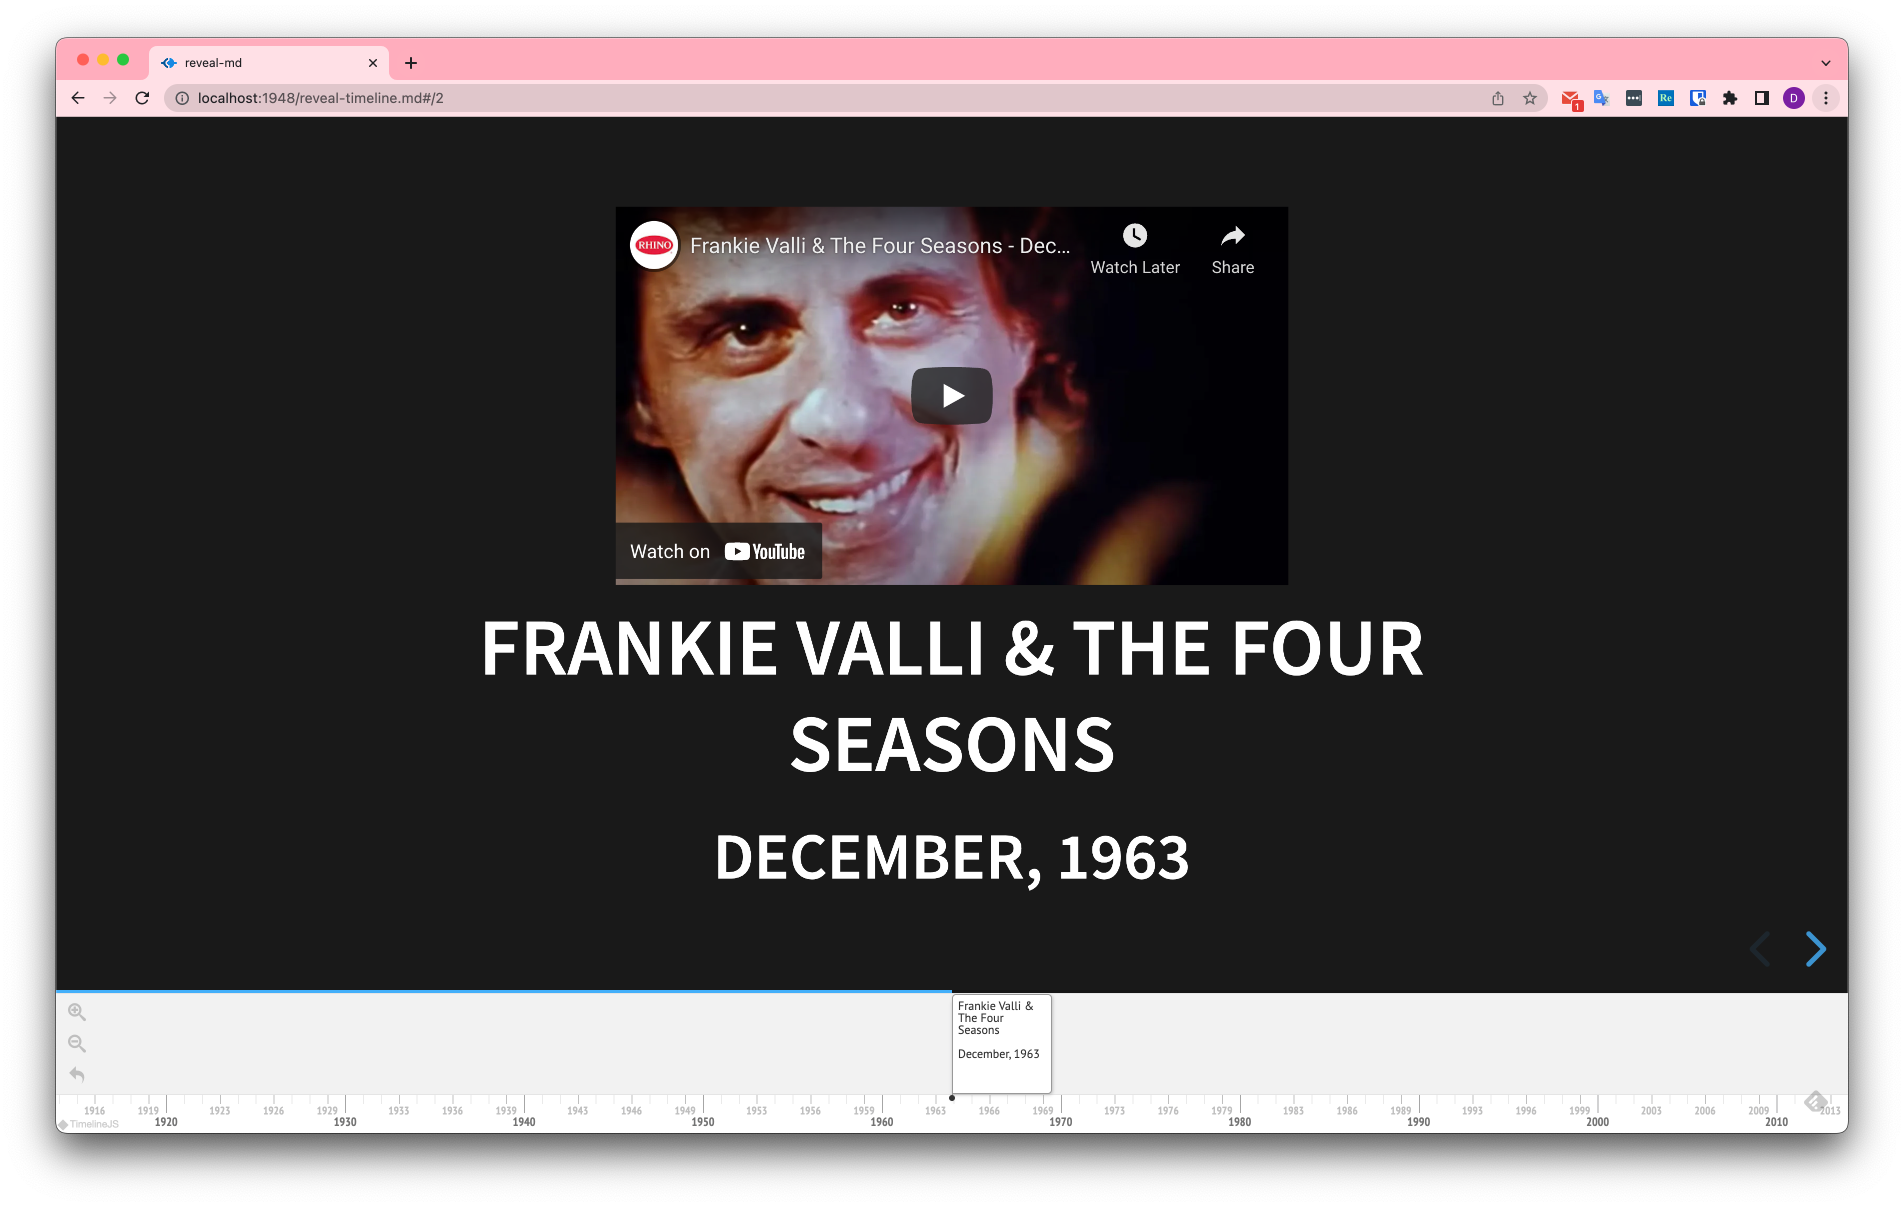 reveal-md
localhost:1948/reveal-timeline.md#/2
1
Re
D
RHINO
Frankie Valli & The Four Seasons - Dec...
Watch Later
Share
Watch on YouTube
FRANKIE VALLI & THE FOUR
SEASONS
DECEMBER, 1963
Frankie Valli &
The Four
Seasons
December, 1963
1916 1919 1923 1926 1929 1933 1936 1939 1943 1946 1949 1953 1956 1959 1963 1966 1969 1973 1976 1979 1983 1986 1989 1993 1996 1999 2003 2006 2009 2013
1920 1930 1940 1950 1960 1970 1980 1990 2000 2010
TimelineJS